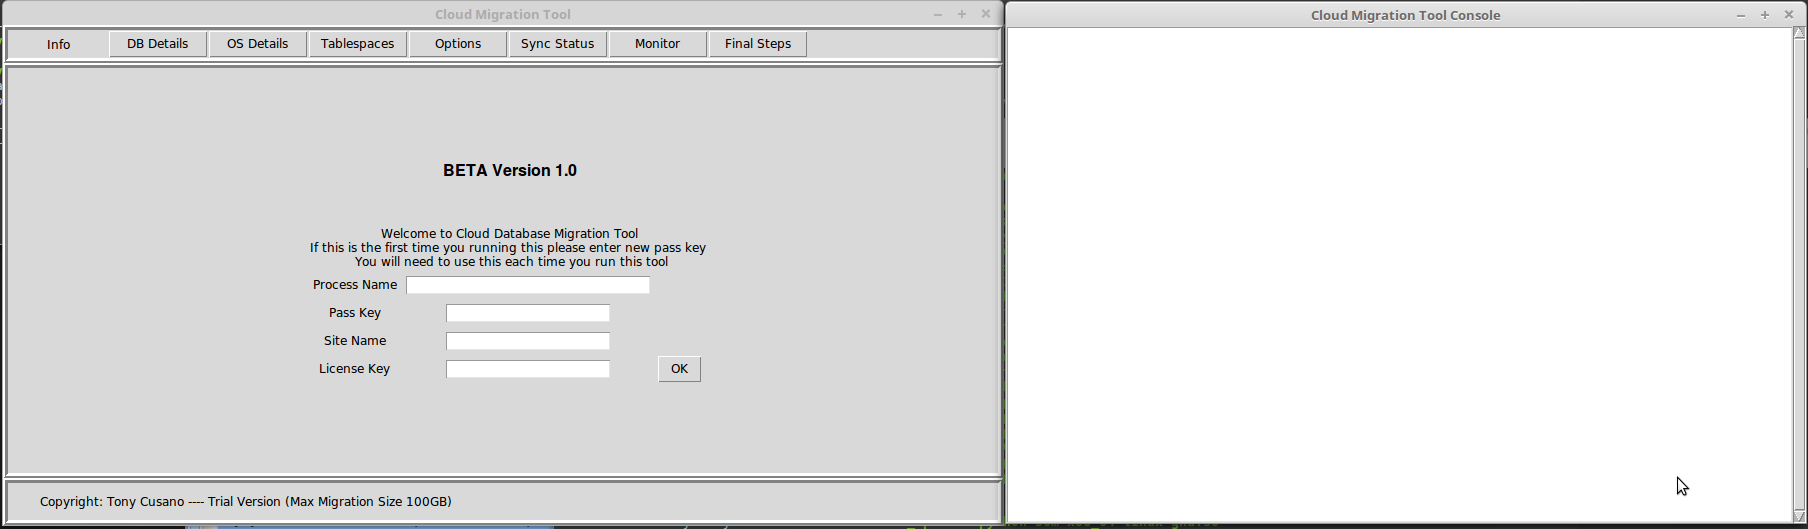 Cloud Migration Tool
Info DB Details OS Details Tablespaces Options Sync Status Monitor Final Steps
BETA Version 1.0
Welcome to Cloud Database Migration Tool
If this is the first time you running this please enter new pass key
You will need to use this each time you run this tool
Process Name
Pass Key
Site Name
License Key OK
Copyright: Tony Cusano ---- Trial Version (Max Migration Size 100GB)
Cloud Migration Tool Console